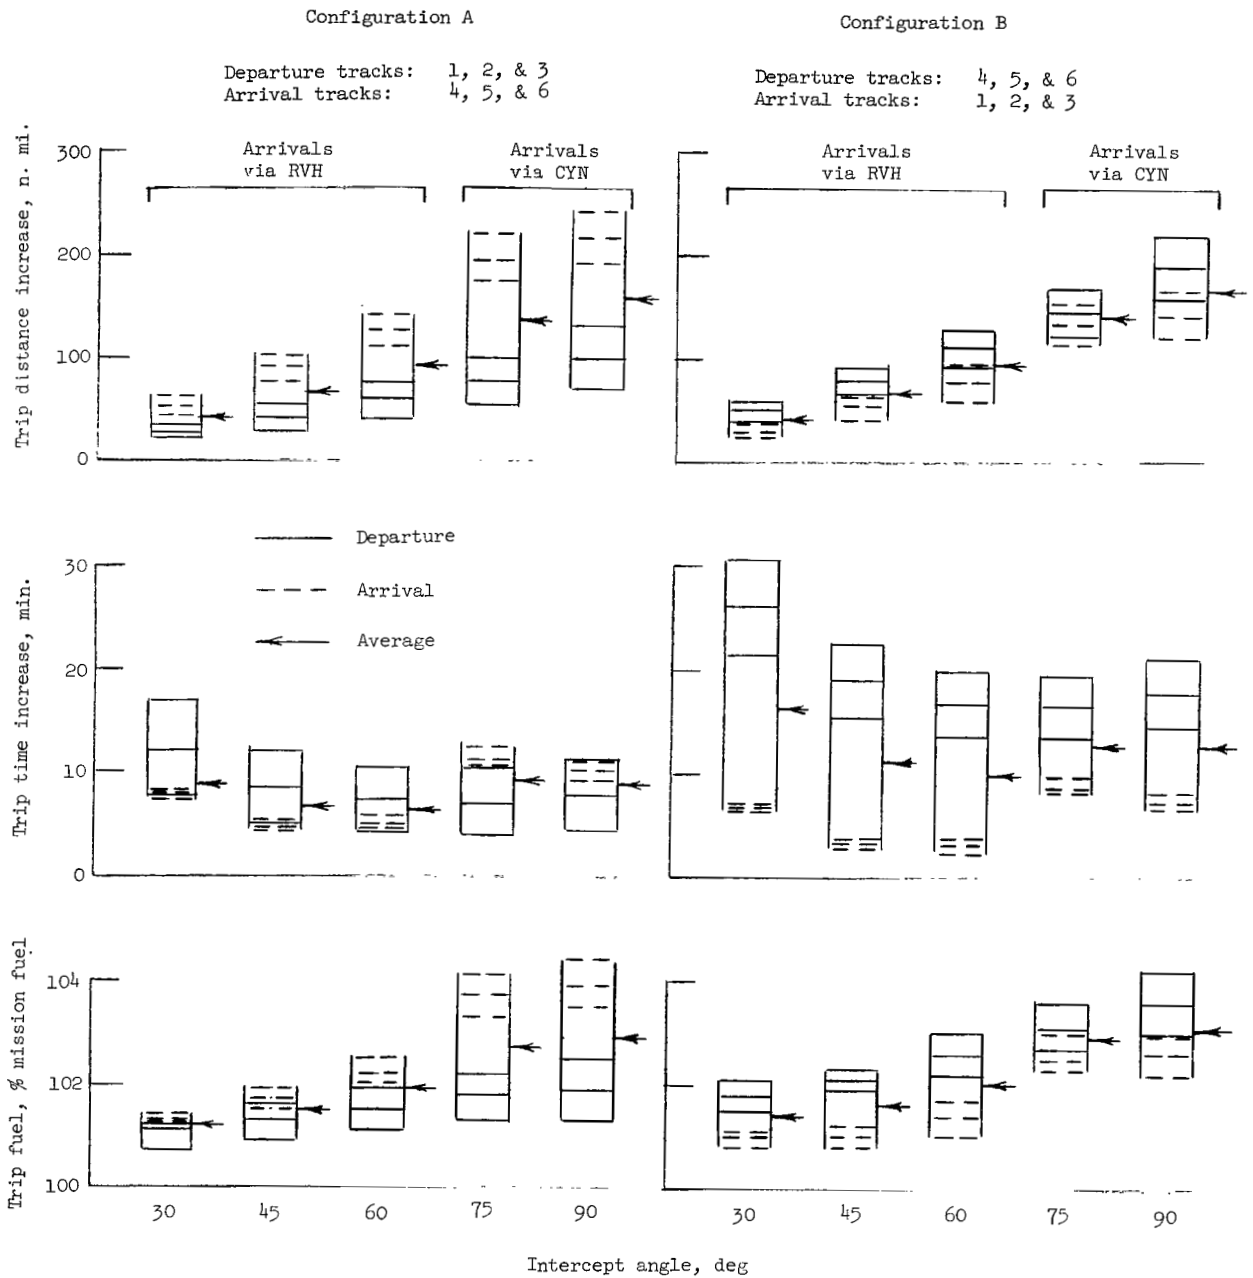 Configuration A
Configuration B
Departure tracks: 1, 2, & 3
Arrival tracks: 4, 5, & 6
Departure tracks: 4, 5, & 6
Arrival tracks: 1, 2, & 3
Trip distance increase, n. mi.
300
200
100
0
Arrivals
via RVH
Arrivals
via CYN
Arrivals
via RVH
Arrivals
via CYN
Departure
Arrival
Average
Trip time increase, min.
30
20
10
0
Trip fuel, % mission fuel
104
102
100
30 45 60 75 90
30 45 60 75 90
Intercept angle, deg